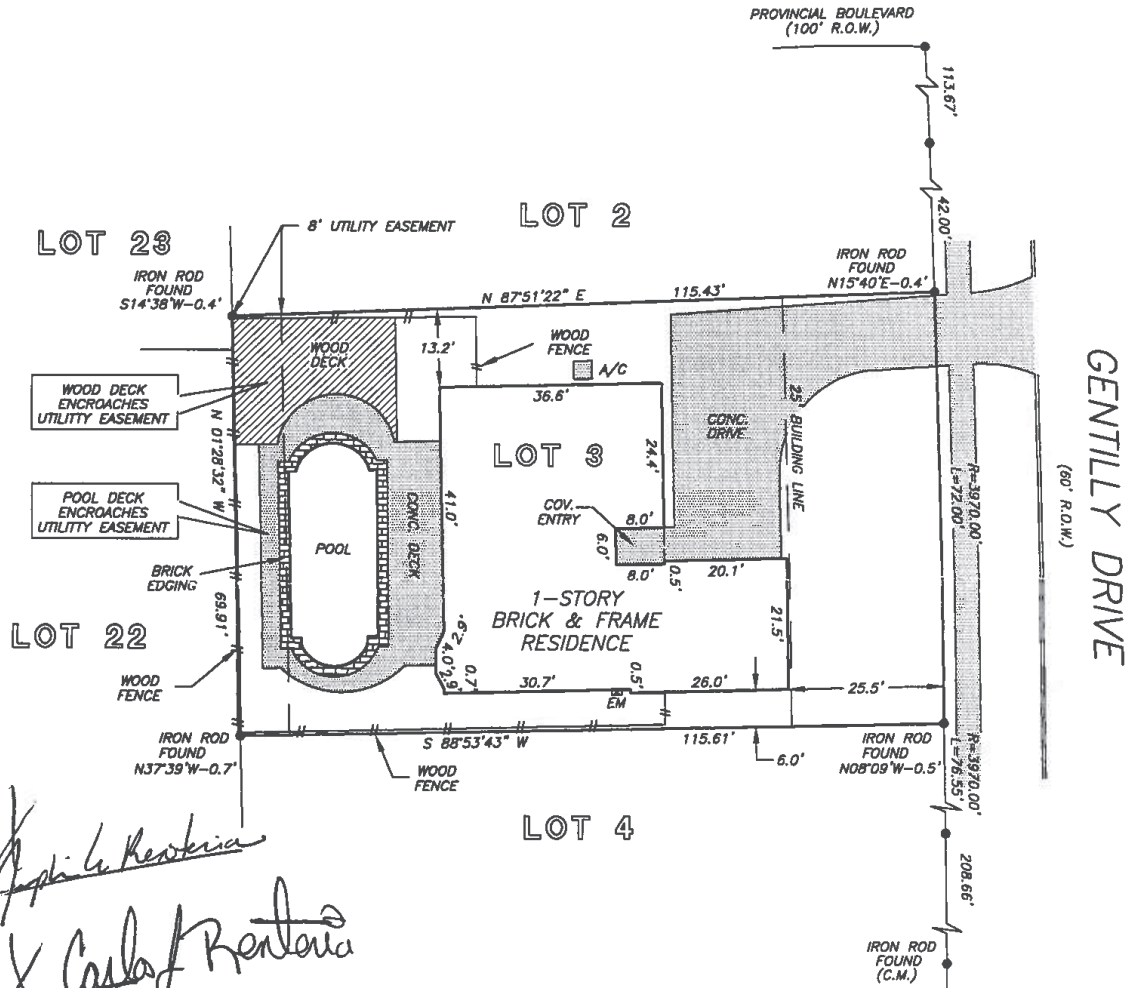 PROVINCIAL BOULEVARD
(100' R.O.W.)
113.67'
42.00'
LOT 2
LOT 23
8' UTILITY EASEMENT
IRON ROD
FOUND
S14°38'W-0.4'
IRON ROD
FOUND
N15°40'E-0.4'
N 87°51'22" E
115.43'
WOOD
DECK
13.2'
WOOD
FENCE
A/C
36.6'
WOOD DECK
ENCROACHES
UTILITTY EASEMENT
N 01°28'32" W
LOT 3
24.4'
CONC.
DRIVE
25' BUILDING LINE
GENTILLY DRIVE
(60' R.O.W.)
R=3970.00'
L=72.00'
POOL DECK
ENCROACHES
UTILITTY EASEMENT
41.0'
CONC. DECK
COV.
ENTRY
8.0'
6.0'
8.0'
0.5'
20.1'
POOL
BRICK
EDGING
1-STORY
BRICK & FRAME
RESIDENCE
21.5'
69.91'
LOT 22
2.9'
4.0'
2.9'
0.7'
30.7'
0.5'
26.0'
25.5'
EM
WOOD
FENCE
S 88°53'43" W
115.61'
6.0'
IRON ROD
FOUND
N37°39'W-0.7'
WOOD
FENCE
IRON ROD
FOUND
N08°09'W-0.5'
R=3970.00'
L=76.55'
LOT 4
208.66'
Renteria
X Carlos J Renteria
IRON ROD
FOUND
(C.M.)